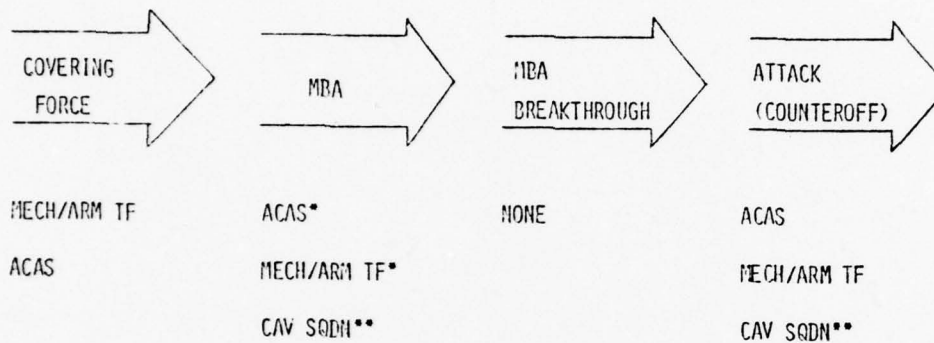 COVERING
FORCE
MBA
MBA
BREAKTHROUGH
ATTACK
(COUNTEROFF)
MECH/ARM TF
ACAS
ACAS*
MECH/ARM TF*
CAV SQDN**
NONE
ACAS
MECH/ARM TF
CAV SQDN**